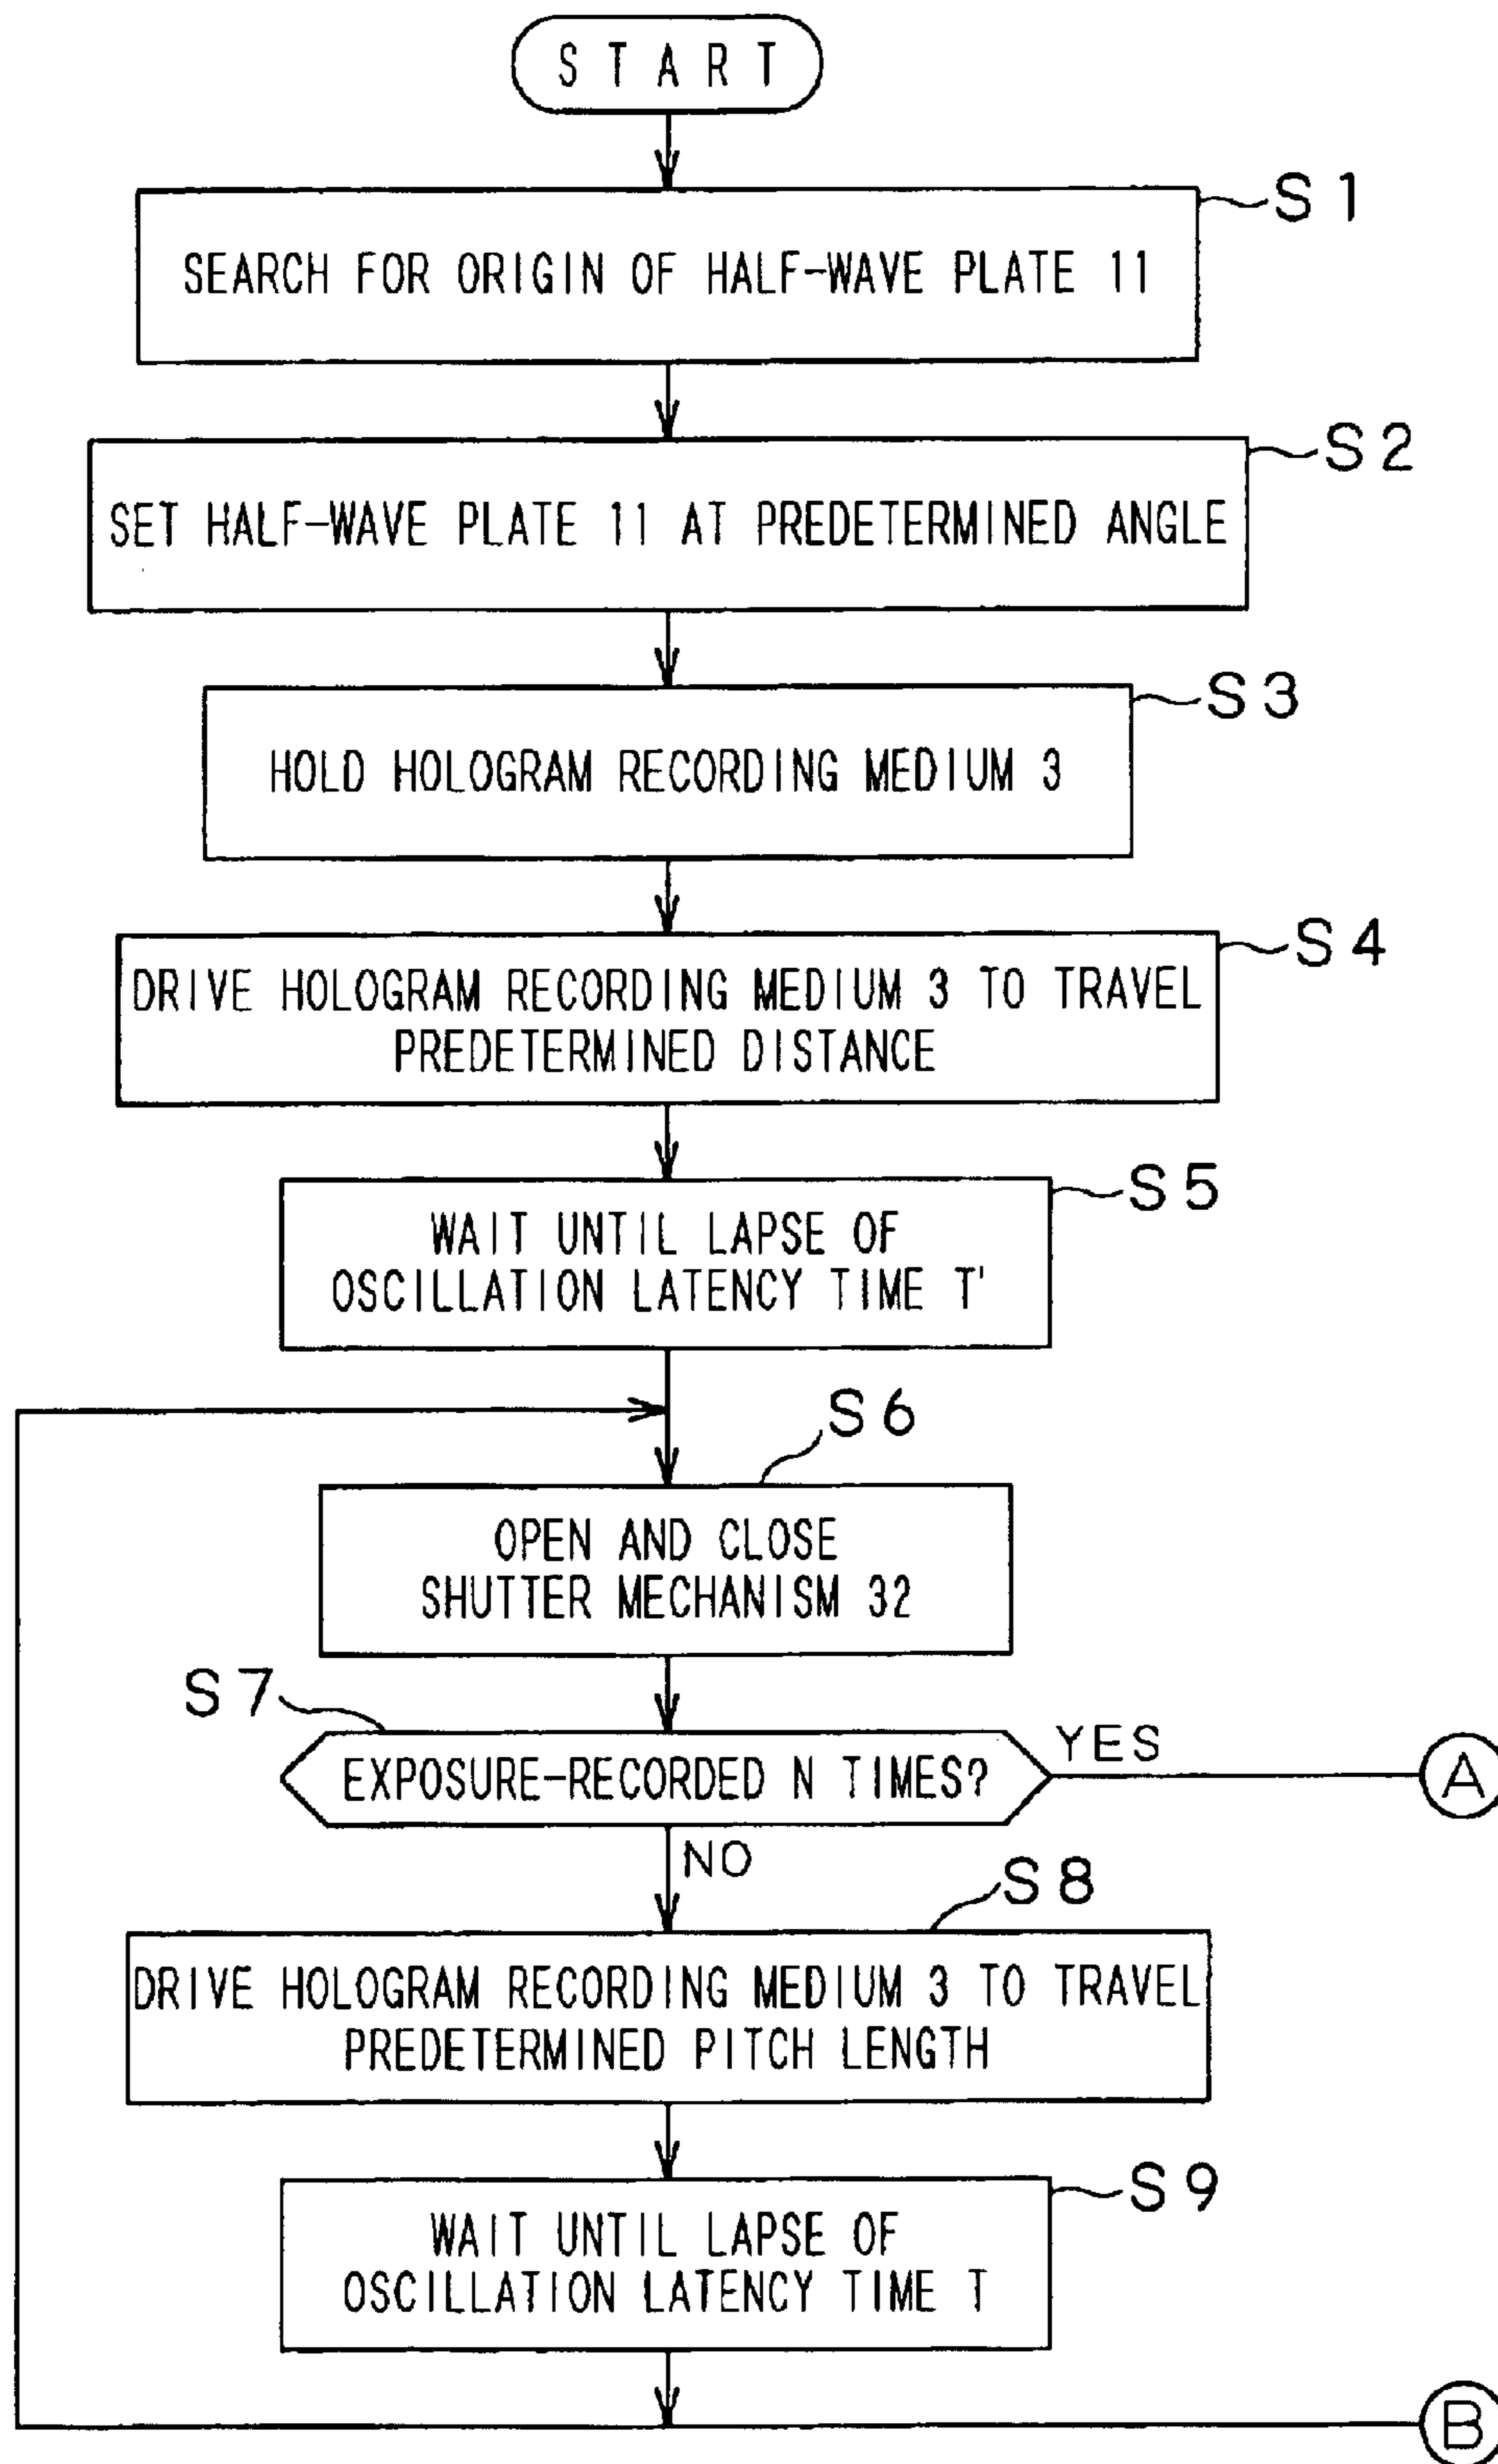 START
S1
SEARCH FOR ORIGIN OF HALF-WAVE PLATE 11
S2
SET HALF-WAVE PLATE 11 AT PREDETERMINED ANGLE
S3
HOLD HOLOGRAM RECORDING MEDIUM 3
S4
DRIVE HOLOGRAM RECORDING MEDIUM 3 TO TRAVEL
PREDETERMINED DISTANCE
S5
WAIT UNTIL LAPSE OF
OSCILLATION LATENCY TIME T'
S6
OPEN AND CLOSE
SHUTTER MECHANISM 32
S7
EXPOSURE-RECORDED N TIMES?
YES
A
NO
S8
DRIVE HOLOGRAM RECORDING MEDIUM 3 TO TRAVEL
PREDETERMINED PITCH LENGTH
S9
WAIT UNTIL LAPSE OF
OSCILLATION LATENCY TIME T
B